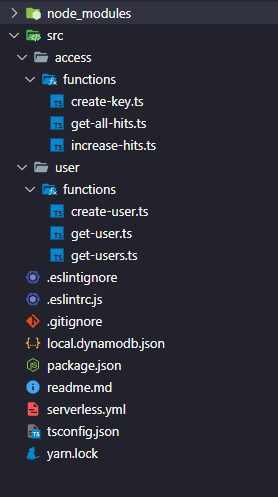 node_modules
src
access
functions
create-key.ts
get-all-hits.ts
increase-hits.ts
user
functions
create-user.ts
get-user.ts
get-users.ts
.eslintignore
.eslintrc.js
.gitignore
local.dynamodb.json
package.json
readme.md
serverless.yml
tsconfig.json
yarn.lock